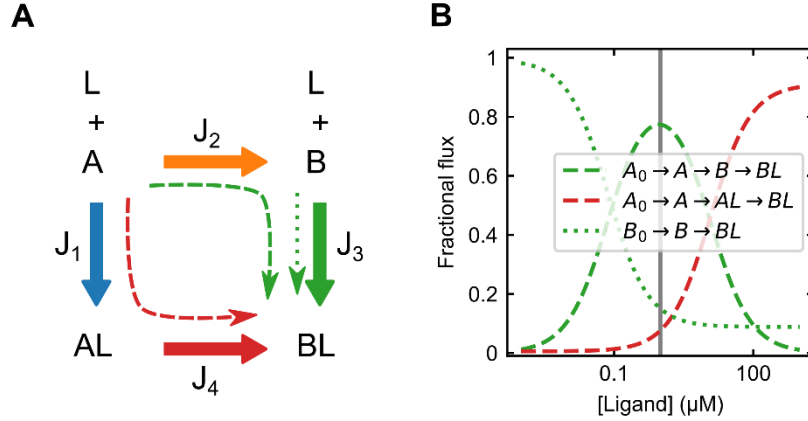 A
L
+
A
J₂
L
+
B
J₁
J₃
AL
J₄
BL
B
Fractional flux
1
0.8
0.6
0.4
0.2
0
A₀ → A → B → BL
A₀ → A → AL → BL
B₀ → B → BL
0.1
100
[Ligand] (µM)